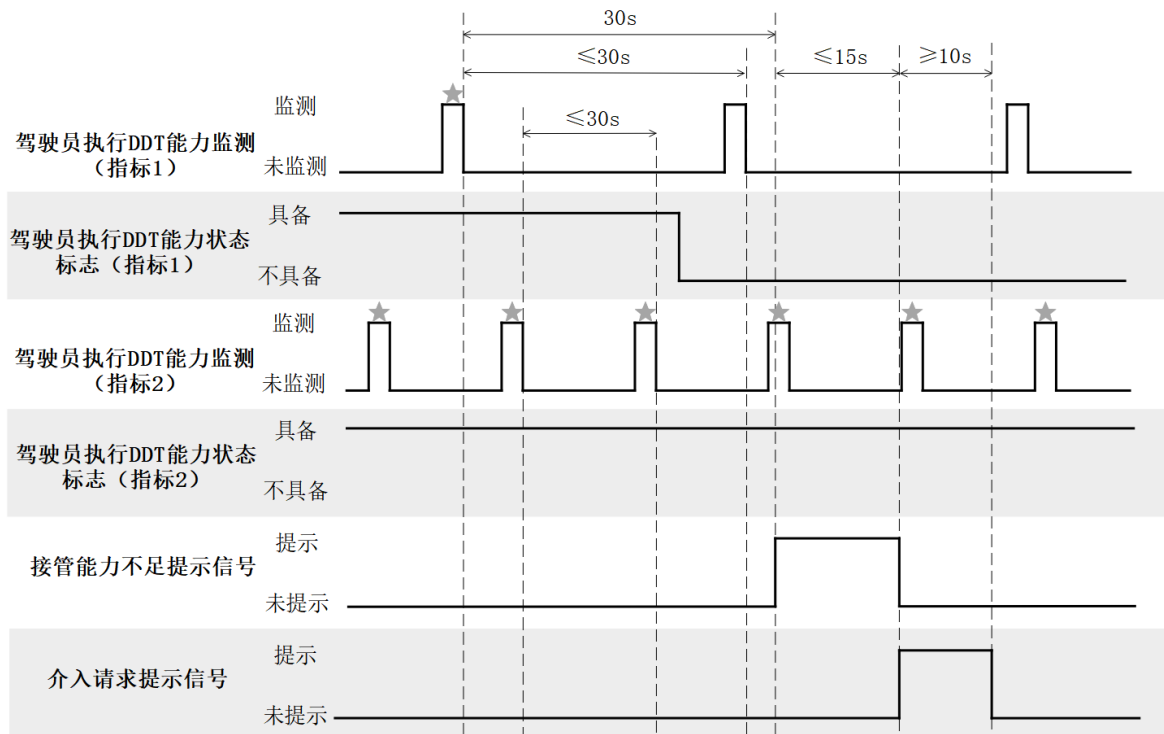 30s
≤30s
≤15s
≥10s
≤30s
监测
驾驶员执行DDT能力监测
(指标1)
未监测
具备
驾驶员执行DDT能力状态
标志(指标1)
不具备
监测
驾驶员执行DDT能力监测
(指标2)
未监测
具备
驾驶员执行DDT能力状态
标志(指标2)
不具备
提示
接管能力不足提示信号
未提示
提示
介入请求提示信号
未提示